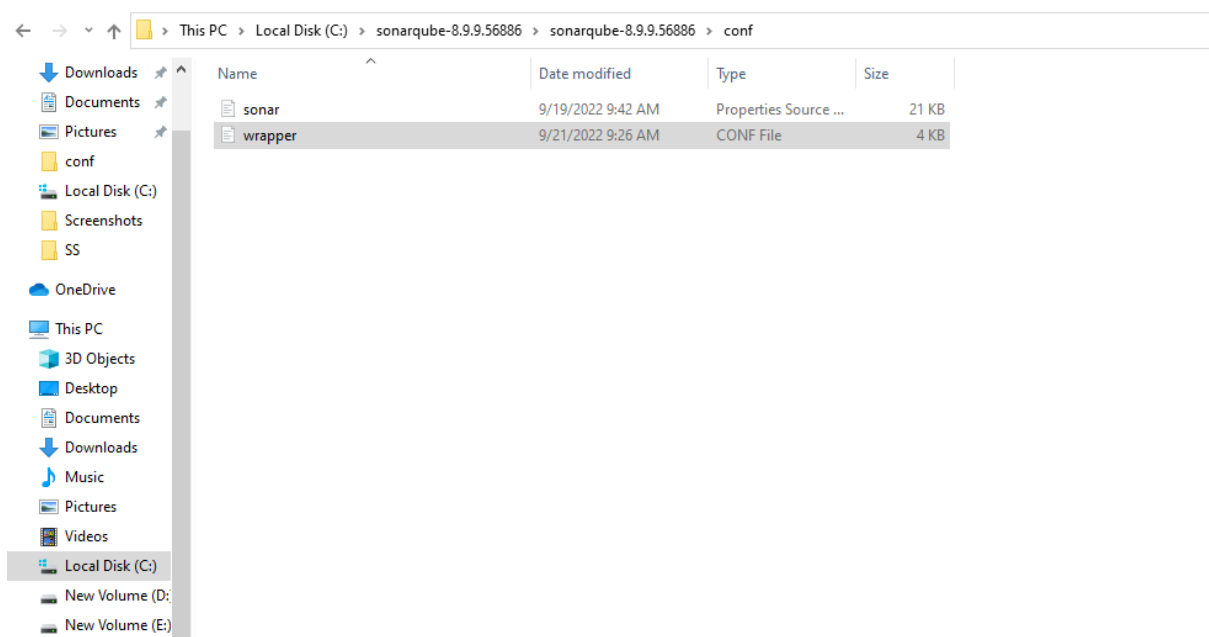 This PC > Local Disk (C:) > sonarqube-8.9.9.56886 > sonarqube-8.9.9.56886 > conf
Downloads
Documents
Pictures
conf
Local Disk (C:)
Screenshots
SS
OneDrive
This PC
3D Objects
Desktop
Documents
Downloads
Music
Pictures
Videos
Local Disk (C:)
New Volume (D:
New Volume (E:)
Name Date modified Type Size
sonar 9/19/2022 9:42 AM Properties Source ... 21 KB
wrapper 9/21/2022 9:26 AM CONF File 4 KB